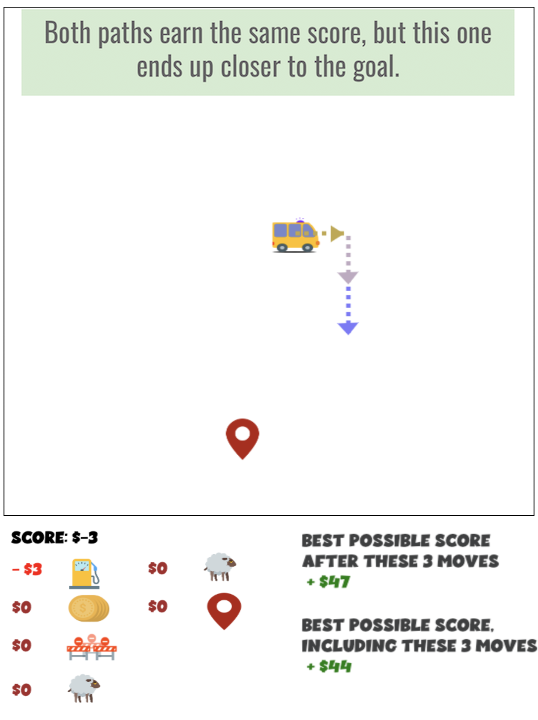 Both paths earn the same score, but this one
ends up closer to the goal.
SCORE: $-3
- $3
$0
$0
$0
$0
$0
BEST POSSIBLE SCORE
AFTER THESE 3 MOVES
+ $47
BEST POSSIBLE SCORE,
INCLUDING THESE 3 MOVES
+ $44